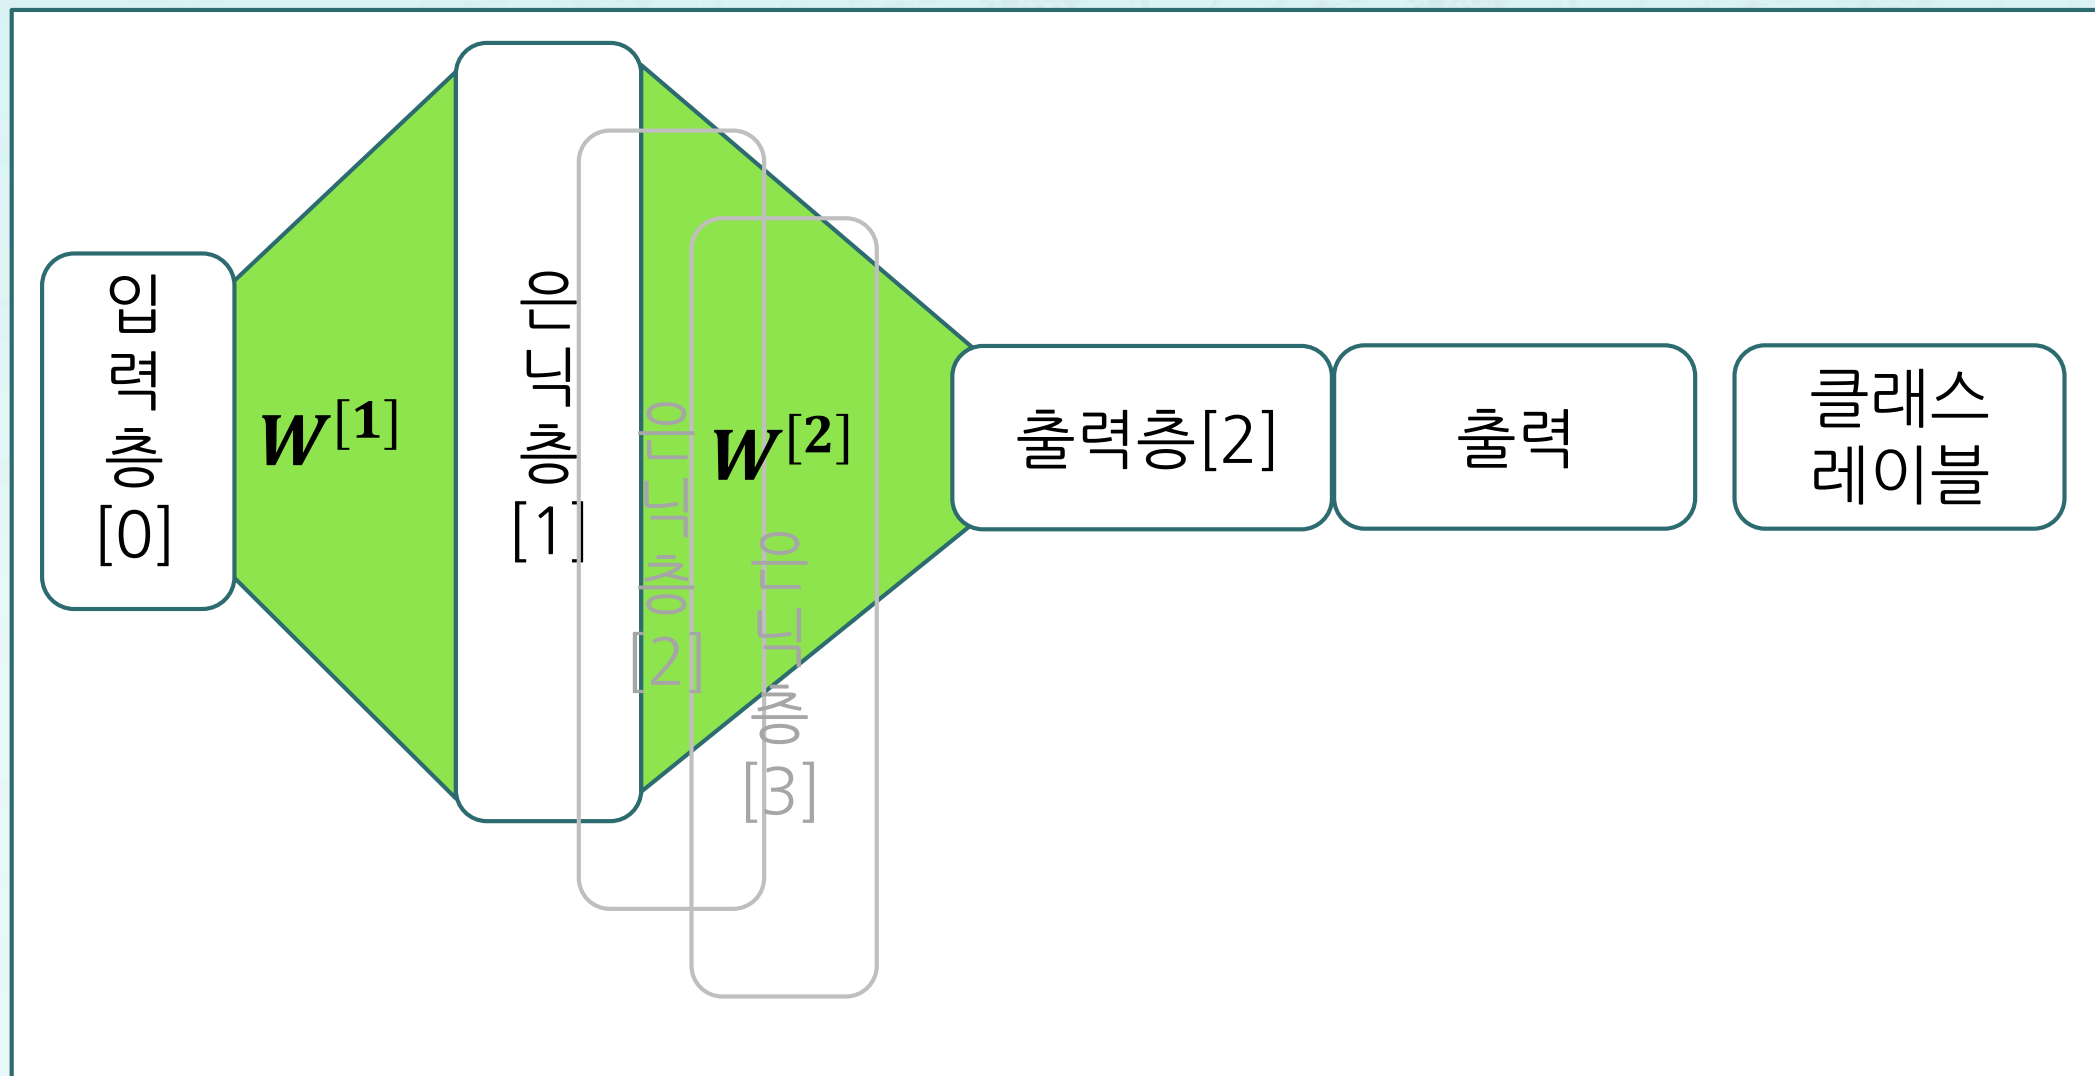 입
력
층
[0]
W[1]
은
닉
층
[1]
은
닉
층
[2]
W[2]
은
닉
층
[3]
출력층[2]
출력
클래스
레이블